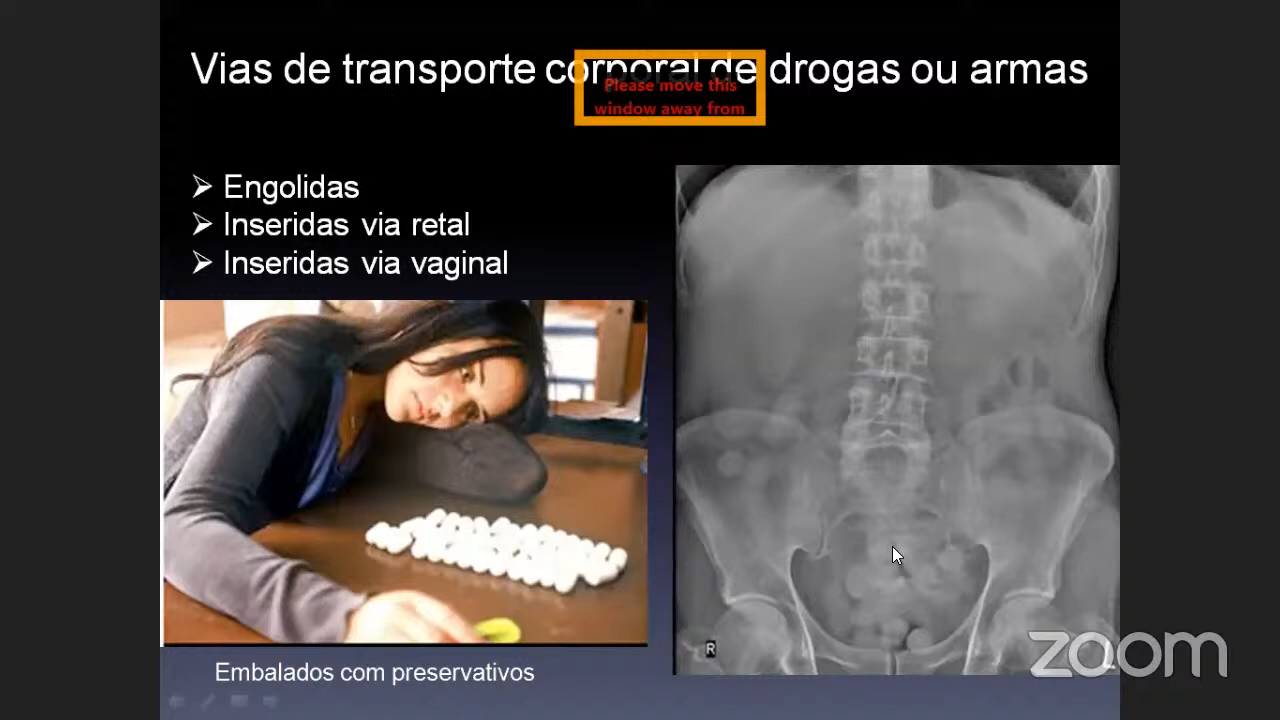 Vias de transporte corporal de drogas ou armas
Please move this
window away from
Engolidas
Inseridas via retal
Inseridas via vaginal
Embalados com preservativos
R
zoom